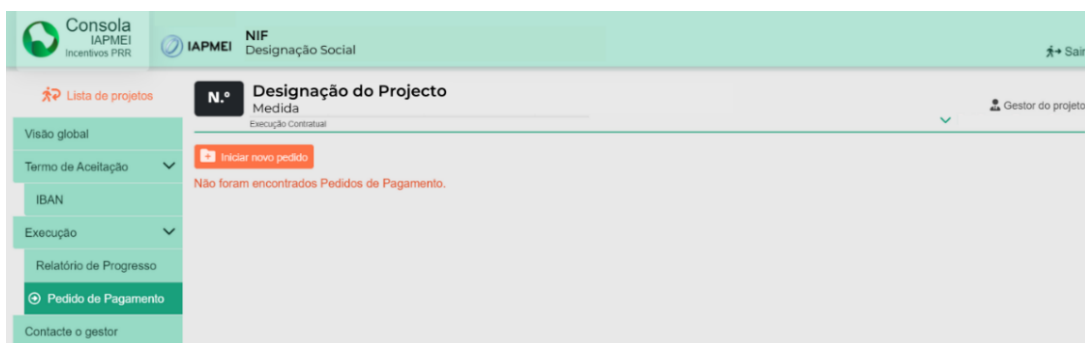 Consola
IAPMEI
Incentivos PRR
IAPMEI
NIF
Designação Social
Sair
Lista de projetos
N.º
Designação do Projecto
Medida
Execução Contratual
Gestor do projeto
Visão global
Termo de Aceitação
IBAN
Execução
Relatório de Progresso
Pedido de Pagamento
Contacte o gestor
Iniciar novo pedido
Não foram encontrados Pedidos de Pagamento.